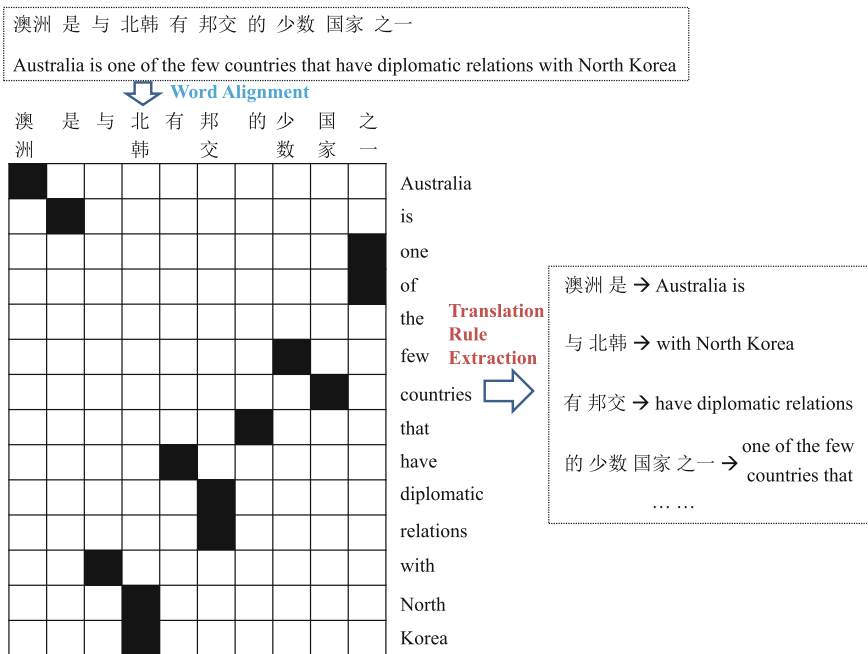 澳洲 是 与 北韩 有 邦交 的 少数 国家 之一
Australia is one of the few countries that have diplomatic relations with North Korea
Word Alignment
澳 是 与 北 有 邦 的 少 国 之
洲 韩 交 数 家 一
Australia
is
one
of
the
few
countries
that
have
diplomatic
relations
with
North
Korea
Translation
Rule
Extraction
澳洲 是 → Australia is
与 北韩 → with North Korea
有 邦交 → have diplomatic relations
的 少数 国家 之一 → one of the few
countries that
... ...